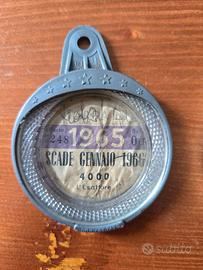 1965
248
SCADE GENNAIO 1966
4000
L'Esattore
subito